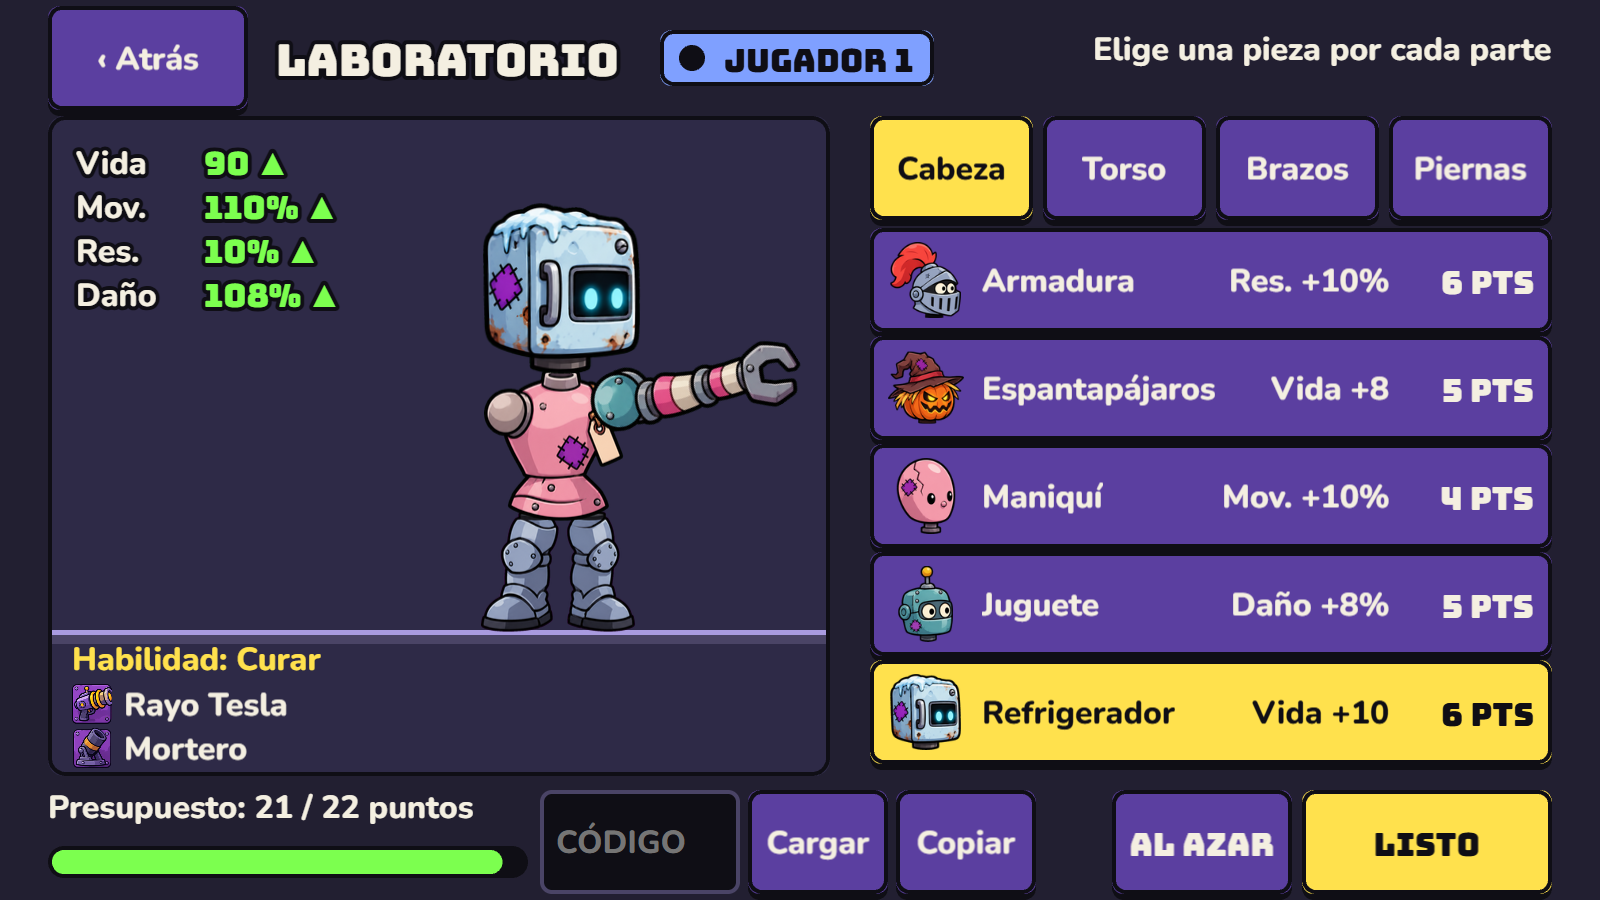 ‹ Atrás
LABORATORIO
JUGADOR 1
Elige una pieza por cada parte
Vida 90 ▲
Mov. 110% ▲
Res. 10% ▲
Daño 108% ▲
Habilidad: Curar
Rayo Tesla
Mortero
Cabeza
Torso
Brazos
Piernas
Armadura Res. +10% 6 PTS
Espantapájaros Vida +8 5 PTS
Maniquí Mov. +10% 4 PTS
Juguete Daño +8% 5 PTS
Refrigerador Vida +10 6 PTS
Presupuesto: 21 / 22 puntos
CÓDIGO
Cargar
Copiar
AL AZAR
LISTO